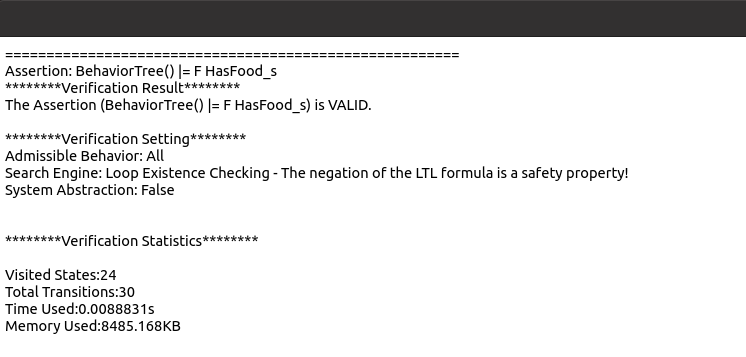 =======================================================
Assertion: BehaviorTree() |= F HasFood_s
********Verification Result********
The Assertion (BehaviorTree() |= F HasFood_s) is VALID.
********Verification Setting********
Admissible Behavior: All
Search Engine: Loop Existence Checking - The negation of the LTL formula is a safety property!
System Abstraction: False
********Verification Statistics********
Visited States:24
Total Transitions:30
Time Used:0.0088831s
Memory Used:8485.168KB